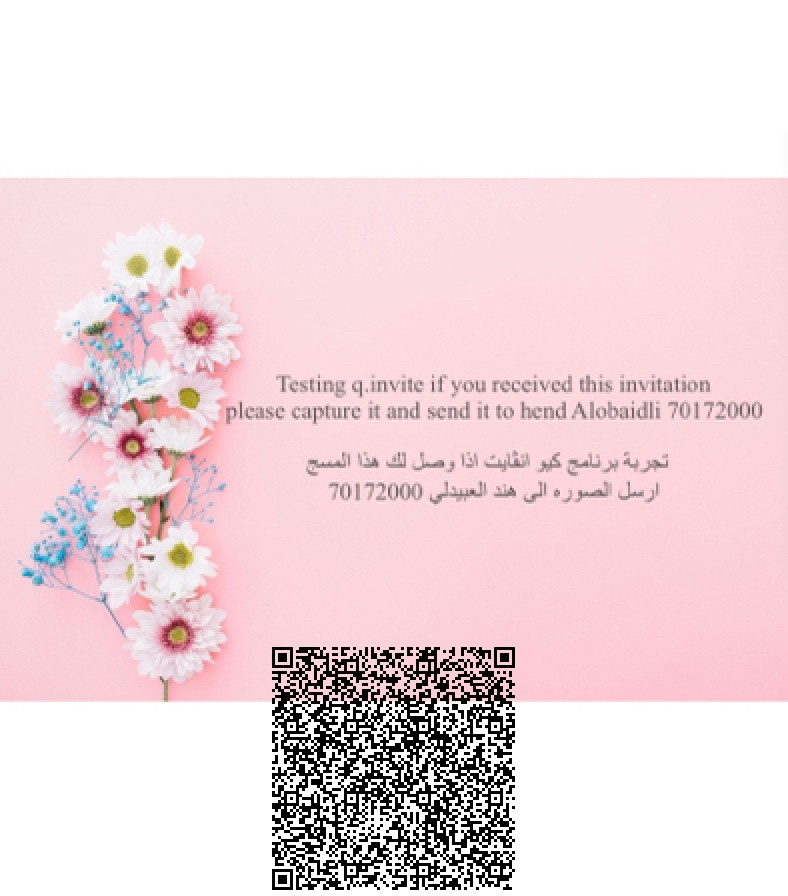 Testing q.invite if you received this invitation
please capture it and send it to hend Alobaidli 70172000
تجربة برنامج كيو انڤايت اذا وصل لك هذا المسج
ارسل الصوره الى هند العبيدلي 70172000